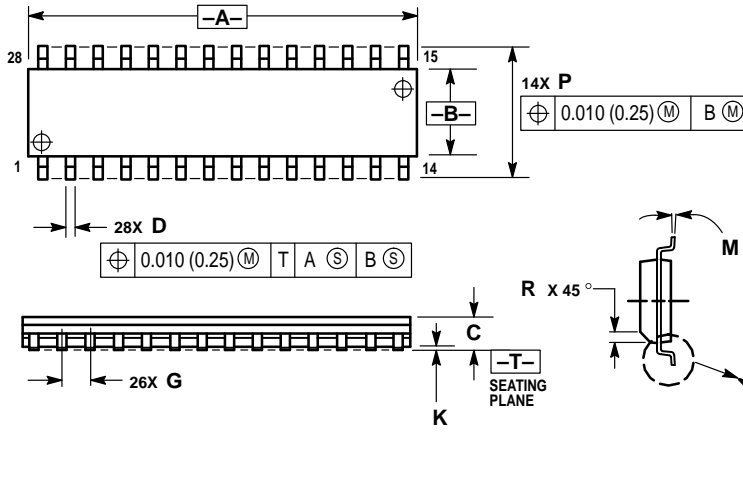 –A–
28
15
14X P
⌖ 0.010 (0.25) Ⓜ B Ⓜ
–B–
1
14
28X D
⌖ 0.010 (0.25) Ⓜ T A Ⓢ B Ⓢ
M
R X 45°
C
–T–
SEATING
PLANE
26X G
K